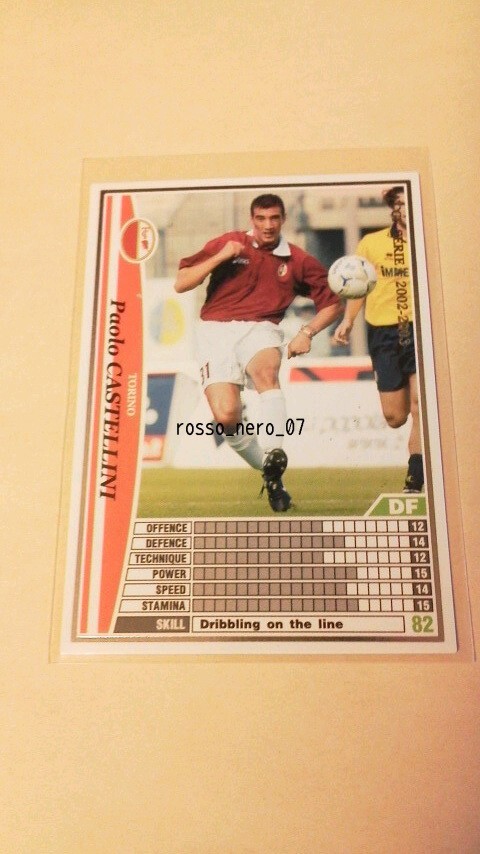 Paolo CASTELLINI
TORINO
SERIE A 2002-2003
31
rosso_nero_07
DF
OFFENCE 12
DEFENCE 14
TECHNIQUE 12
POWER 15
SPEED 14
STAMINA 15
SKILL Dribbling on the line 82